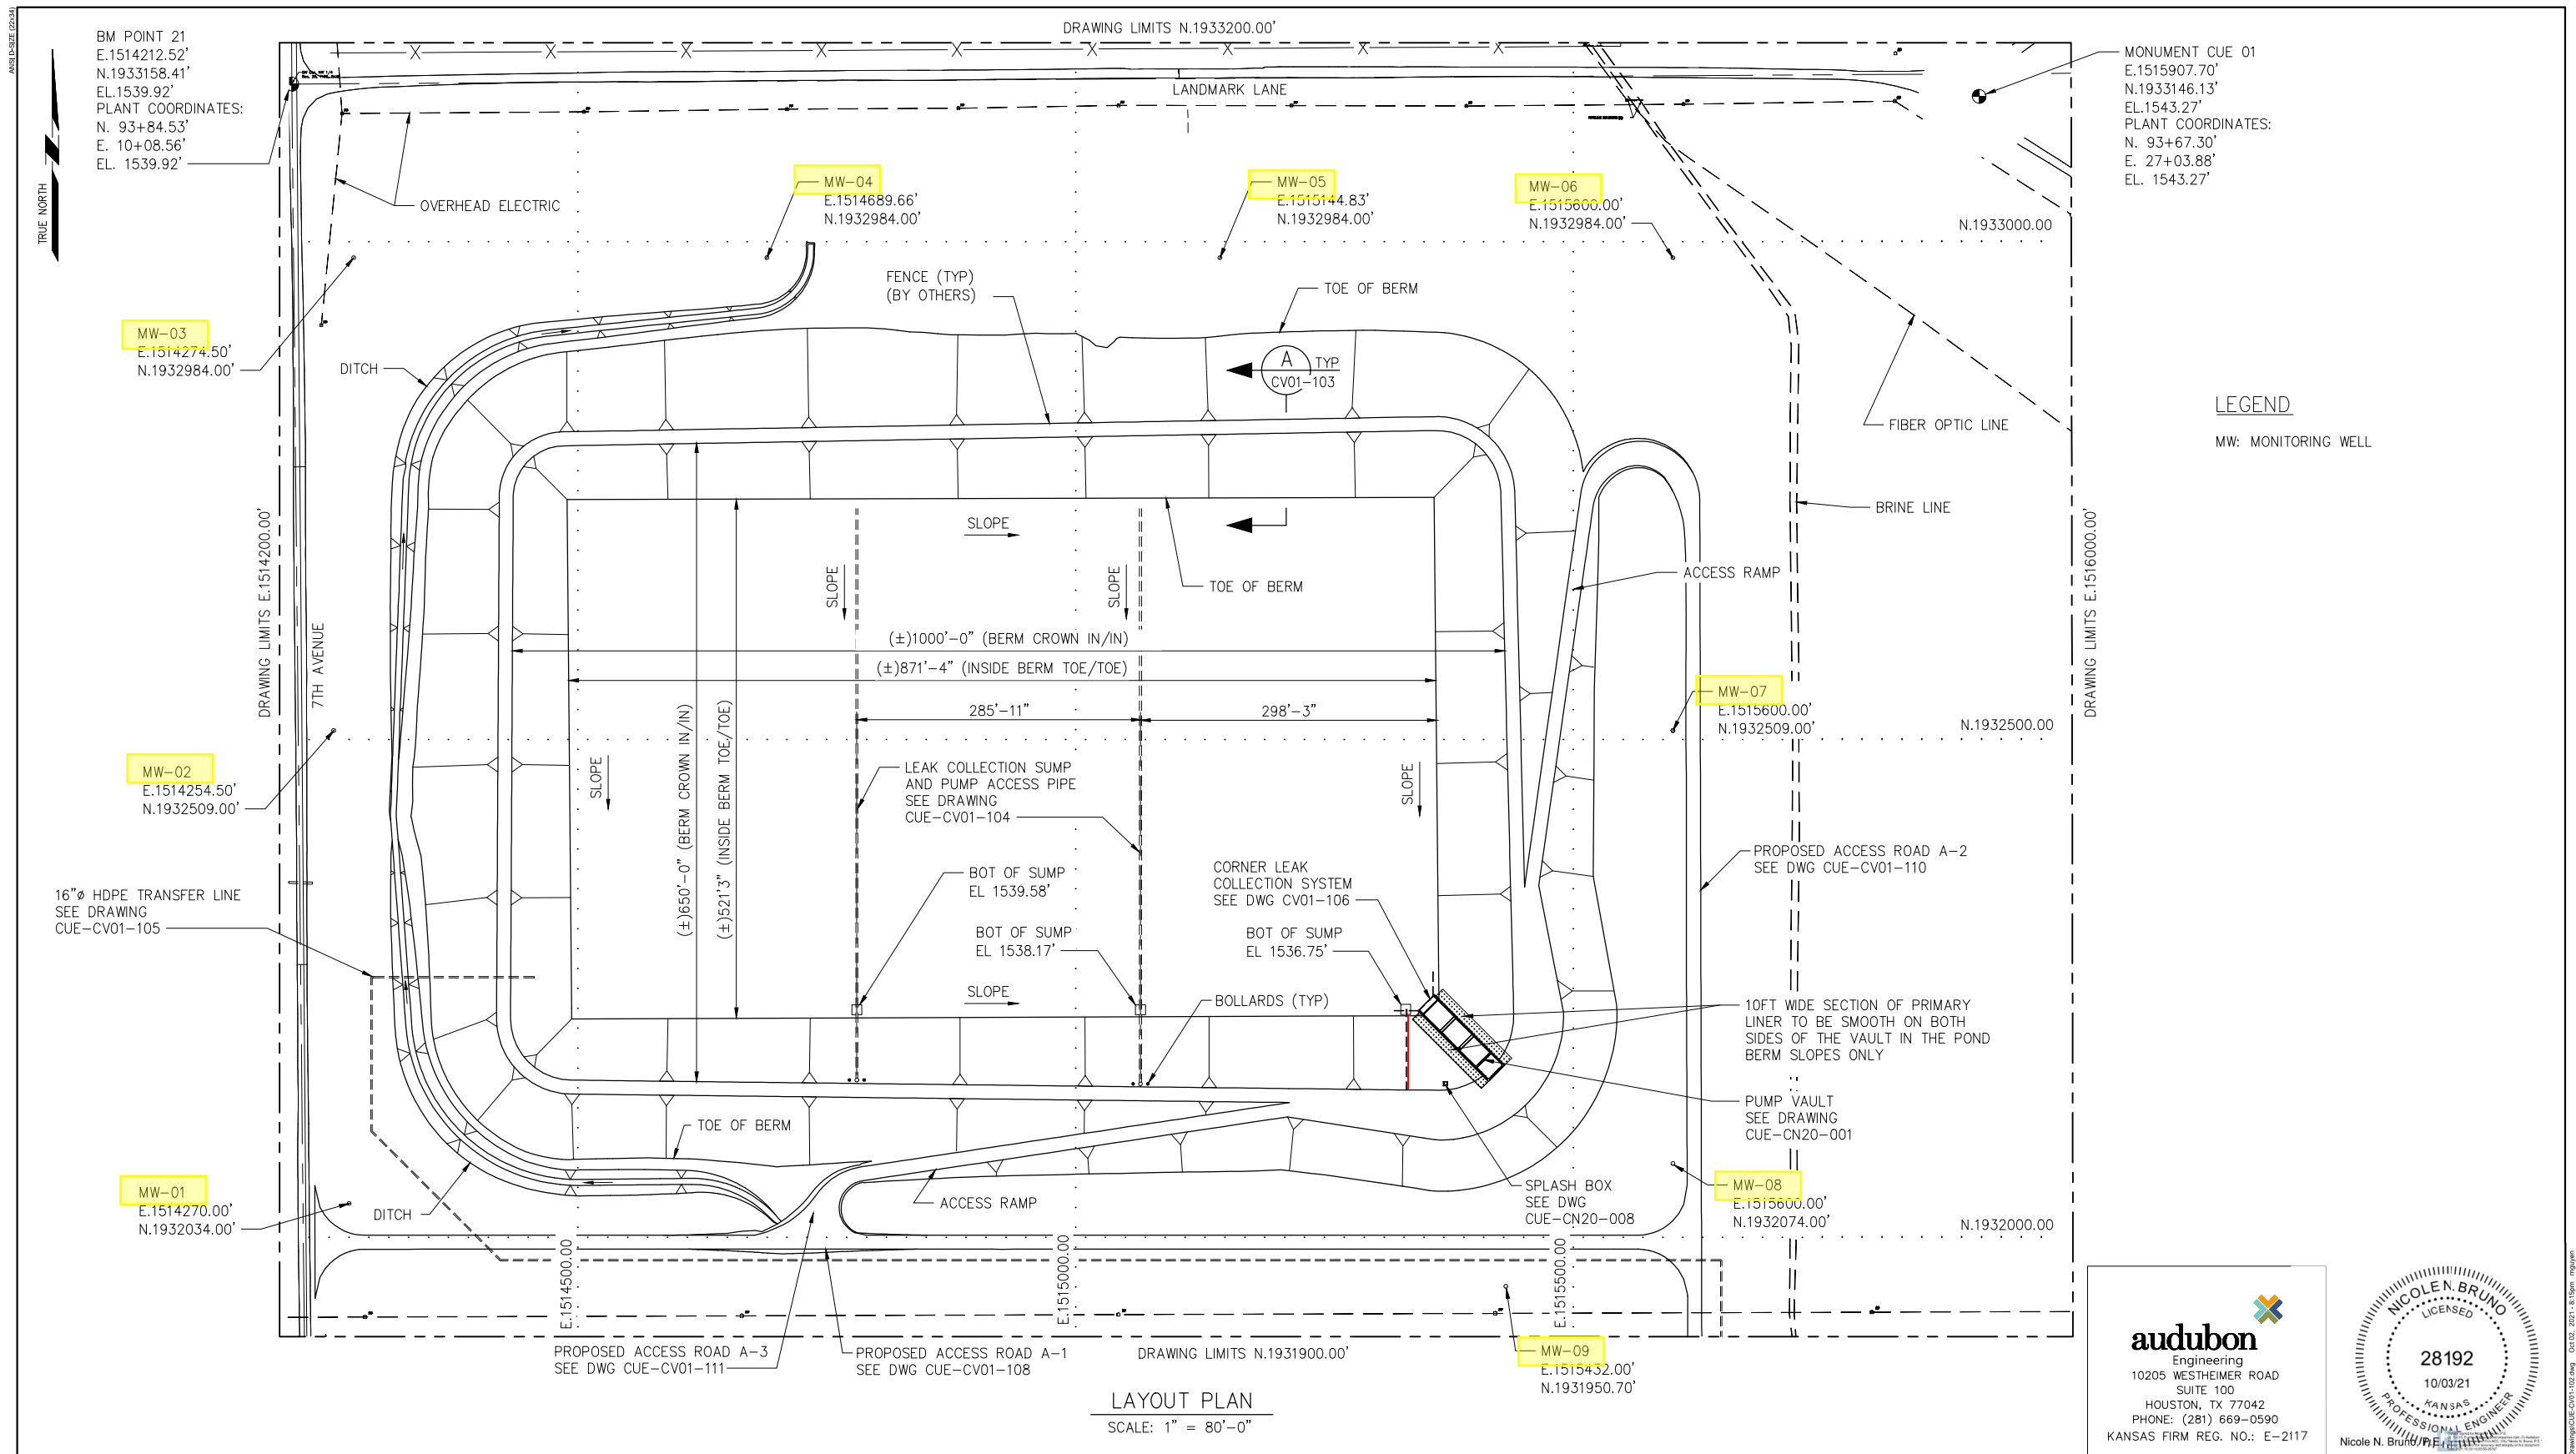 ANSI D-SIZE (22x34)
BM POINT 21
E.1514212.52'
N.1933158.41'
EL.1539.92'
PLANT COORDINATES:
N. 93+84.53'
E. 10+08.56'
EL. 1539.92'
TRUE NORTH
DRAWING LIMITS N.1933200.00'
LANDMARK LANE
MONUMENT CUE 01
E.1515907.70'
N.1933146.13'
EL.1543.27'
PLANT COORDINATES:
N. 93+67.30'
E. 27+03.88'
EL. 1543.27'
OVERHEAD ELECTRIC
MW-04
E.1514689.66'
N.1932984.00'
MW-05
E.1515144.83'
N.1932984.00'
MW-06
E.1515600.00'
N.1932984.00'
N.1933000.00
FENCE (TYP)
(BY OTHERS)
TOE OF BERM
MW-03
E.1514274.50'
N.1932984.00'
DITCH
A
TYP
CV01-103
FIBER OPTIC LINE
LEGEND
MW: MONITORING WELL
DRAWING LIMITS E.1514200.00'
7TH AVENUE
SLOPE
SLOPE
SLOPE
TOE OF BERM
BRINE LINE
ACCESS RAMP
DRAWING LIMITS E.1516000.00'
(±)1000'-0" (BERM CROWN IN/IN)
(±)871'-4" (INSIDE BERM TOE/TOE)
285'-11"
298'-3"
(±)650'-0" (BERM CROWN IN/IN)
(±)521'3" (INSIDE BERM TOE/TOE)
MW-07
E.1515600.00'
N.1932509.00'
N.1932500.00
MW-02
E.1514254.50'
N.1932509.00'
SLOPE
SLOPE
LEAK COLLECTION SUMP
AND PUMP ACCESS PIPE
SEE DRAWING
CUE-CV01-104
BOT OF SUMP
EL 1539.58'
CORNER LEAK
COLLECTION SYSTEM
SEE DWG CV01-106
PROPOSED ACCESS ROAD A-2
SEE DWG CUE-CV01-110
16"ø HDPE TRANSFER LINE
SEE DRAWING
CUE-CV01-105
BOT OF SUMP
EL 1538.17'
BOT OF SUMP
EL 1536.75'
SLOPE
BOLLARDS (TYP)
10FT WIDE SECTION OF PRIMARY
LINER TO BE SMOOTH ON BOTH
SIDES OF THE VAULT IN THE POND
BERM SLOPES ONLY
PUMP VAULT
SEE DRAWING
CUE-CN20-001
TOE OF BERM
MW-01
E.1514270.00'
N.1932034.00'
DITCH
ACCESS RAMP
SPLASH BOX
SEE DWG
CUE-CN20-008
MW-08
E.1515600.00'
N.1932074.00'
N.1932000.00
E.1514500.00
E.1515000.00
E.1515500.00
PROPOSED ACCESS ROAD A-3
SEE DWG CUE-CV01-111
PROPOSED ACCESS ROAD A-1
SEE DWG CUE-CV01-108
DRAWING LIMITS N.1931900.00'
MW-09
E.1515432.00'
N.1931950.70'
LAYOUT PLAN
SCALE: 1" = 80'-0"
audubon
Engineering
10205 WESTHEIMER ROAD
SUITE 100
HOUSTON, TX 77042
PHONE: (281) 669-0590
KANSAS FIRM REG. NO.: E-2117
NICOLE N. BRUNO
LICENSED
28192
10/03/21
KANSAS
PROFESSIONAL ENGINEER
Nicole N. Bruno, P.E.